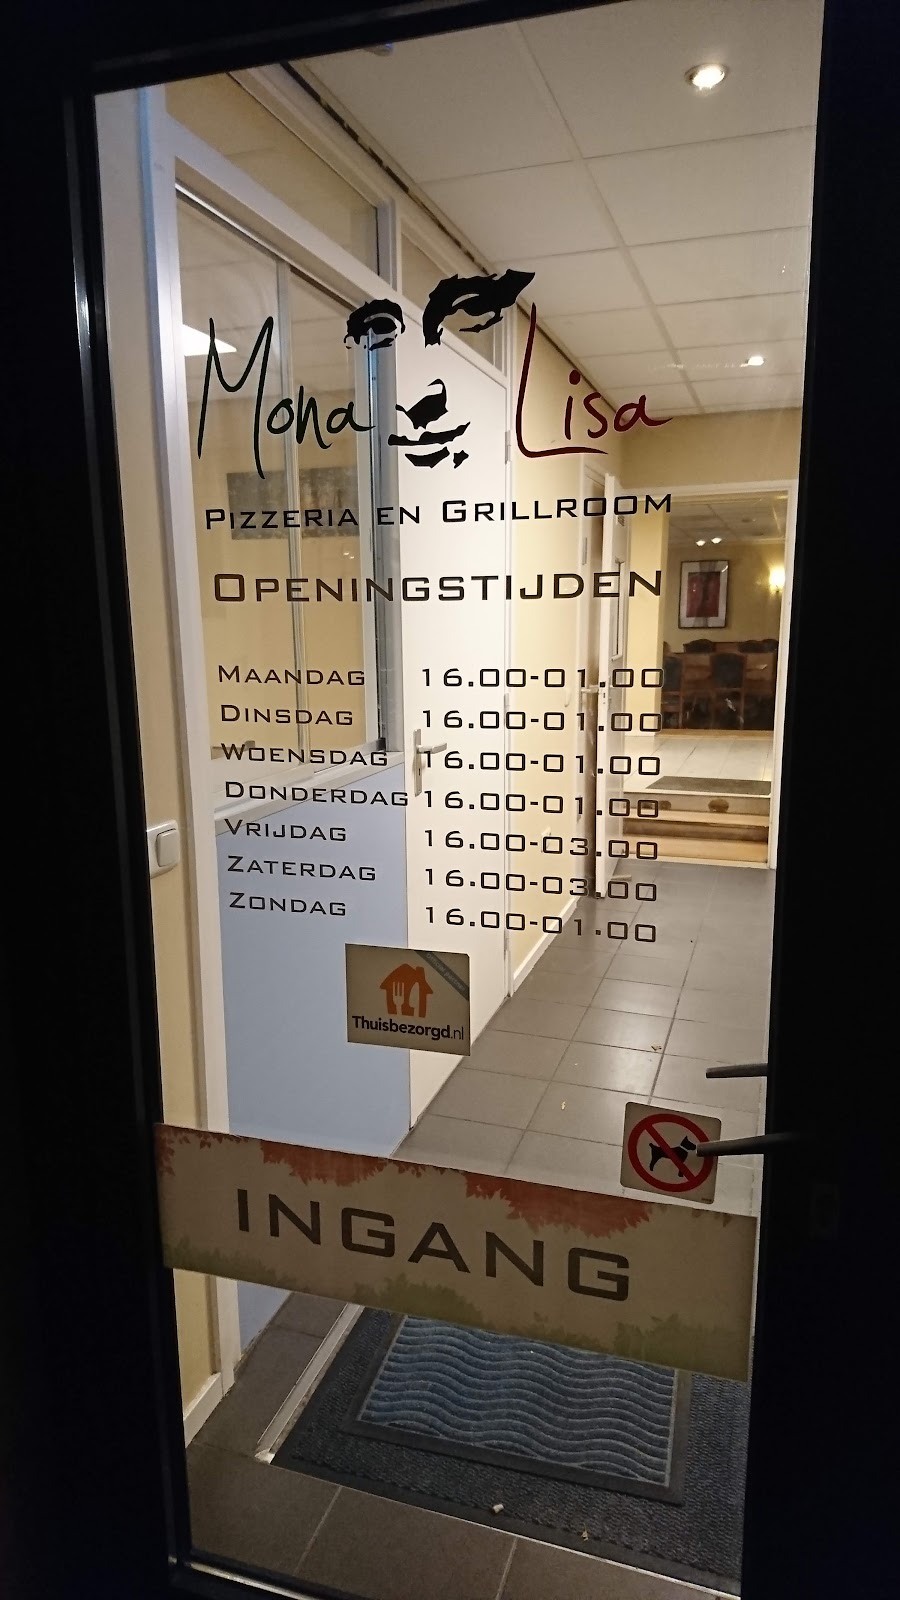 Mona Lisa
PIZZERIA EN GRILLROOM
OPENINGSTIJDEN
MAANDAG 16.00-01.00
DINSDAG 16.00-01.00
WOENSDAG 16.00-01.00
DONDERDAG 16.00-01.00
VRIJDAG 16.00-03.00
ZATERDAG 16.00-03.00
ZONDAG 16.00-01.00
Thuisbezorgd.nl
INGANG